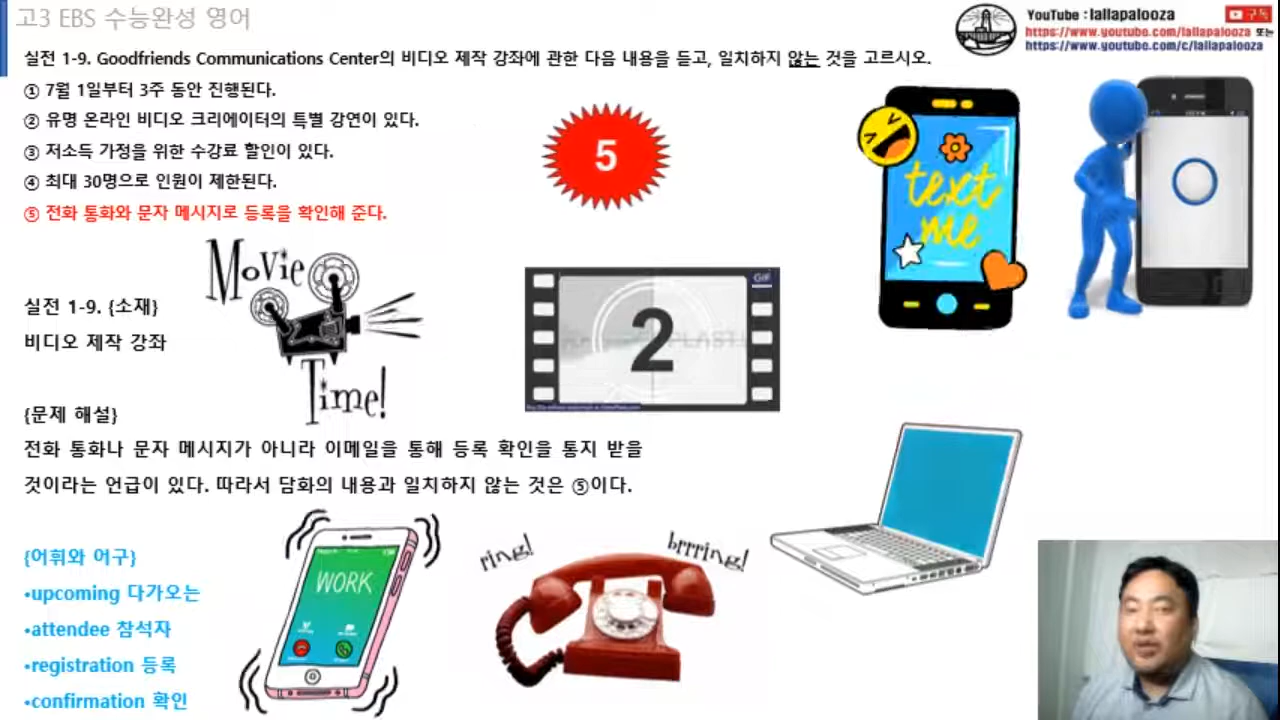 고3 EBS 수능완성 영어
YouTube : lallapalooza
구독
https://www.youtube.com/lallapalooza 또는
https://www.youtube.com/c/lallapalooza
실전 1-9. Goodfriends Communications Center의 비디오 제작 강좌에 관한 다음 내용을 듣고, 일치하지 않는 것을 고르시오.
① 7월 1일부터 3주 동안 진행된다.
② 유명 온라인 비디오 크리에이터의 특별 강연이 있다.
③ 저소득 가정을 위한 수강료 할인이 있다.
④ 최대 30명으로 인원이 제한된다.
⑤ 전화 통화와 문자 메시지로 등록을 확인해 준다.
5
text
me
Movie
Time!
실전 1-9. {소재}
비디오 제작 강좌
GIF
2
{문제 해설}
전화 통화나 문자 메시지가 아니라 이메일을 통해 등록 확인을 통지 받을
것이라는 언급이 있다. 따라서 담화의 내용과 일치하지 않는 것은 ⑤이다.
{어휘와 어구}
•upcoming 다가오는
•attendee 참석자
•registration 등록
•confirmation 확인
WORK
ring!
brrring!